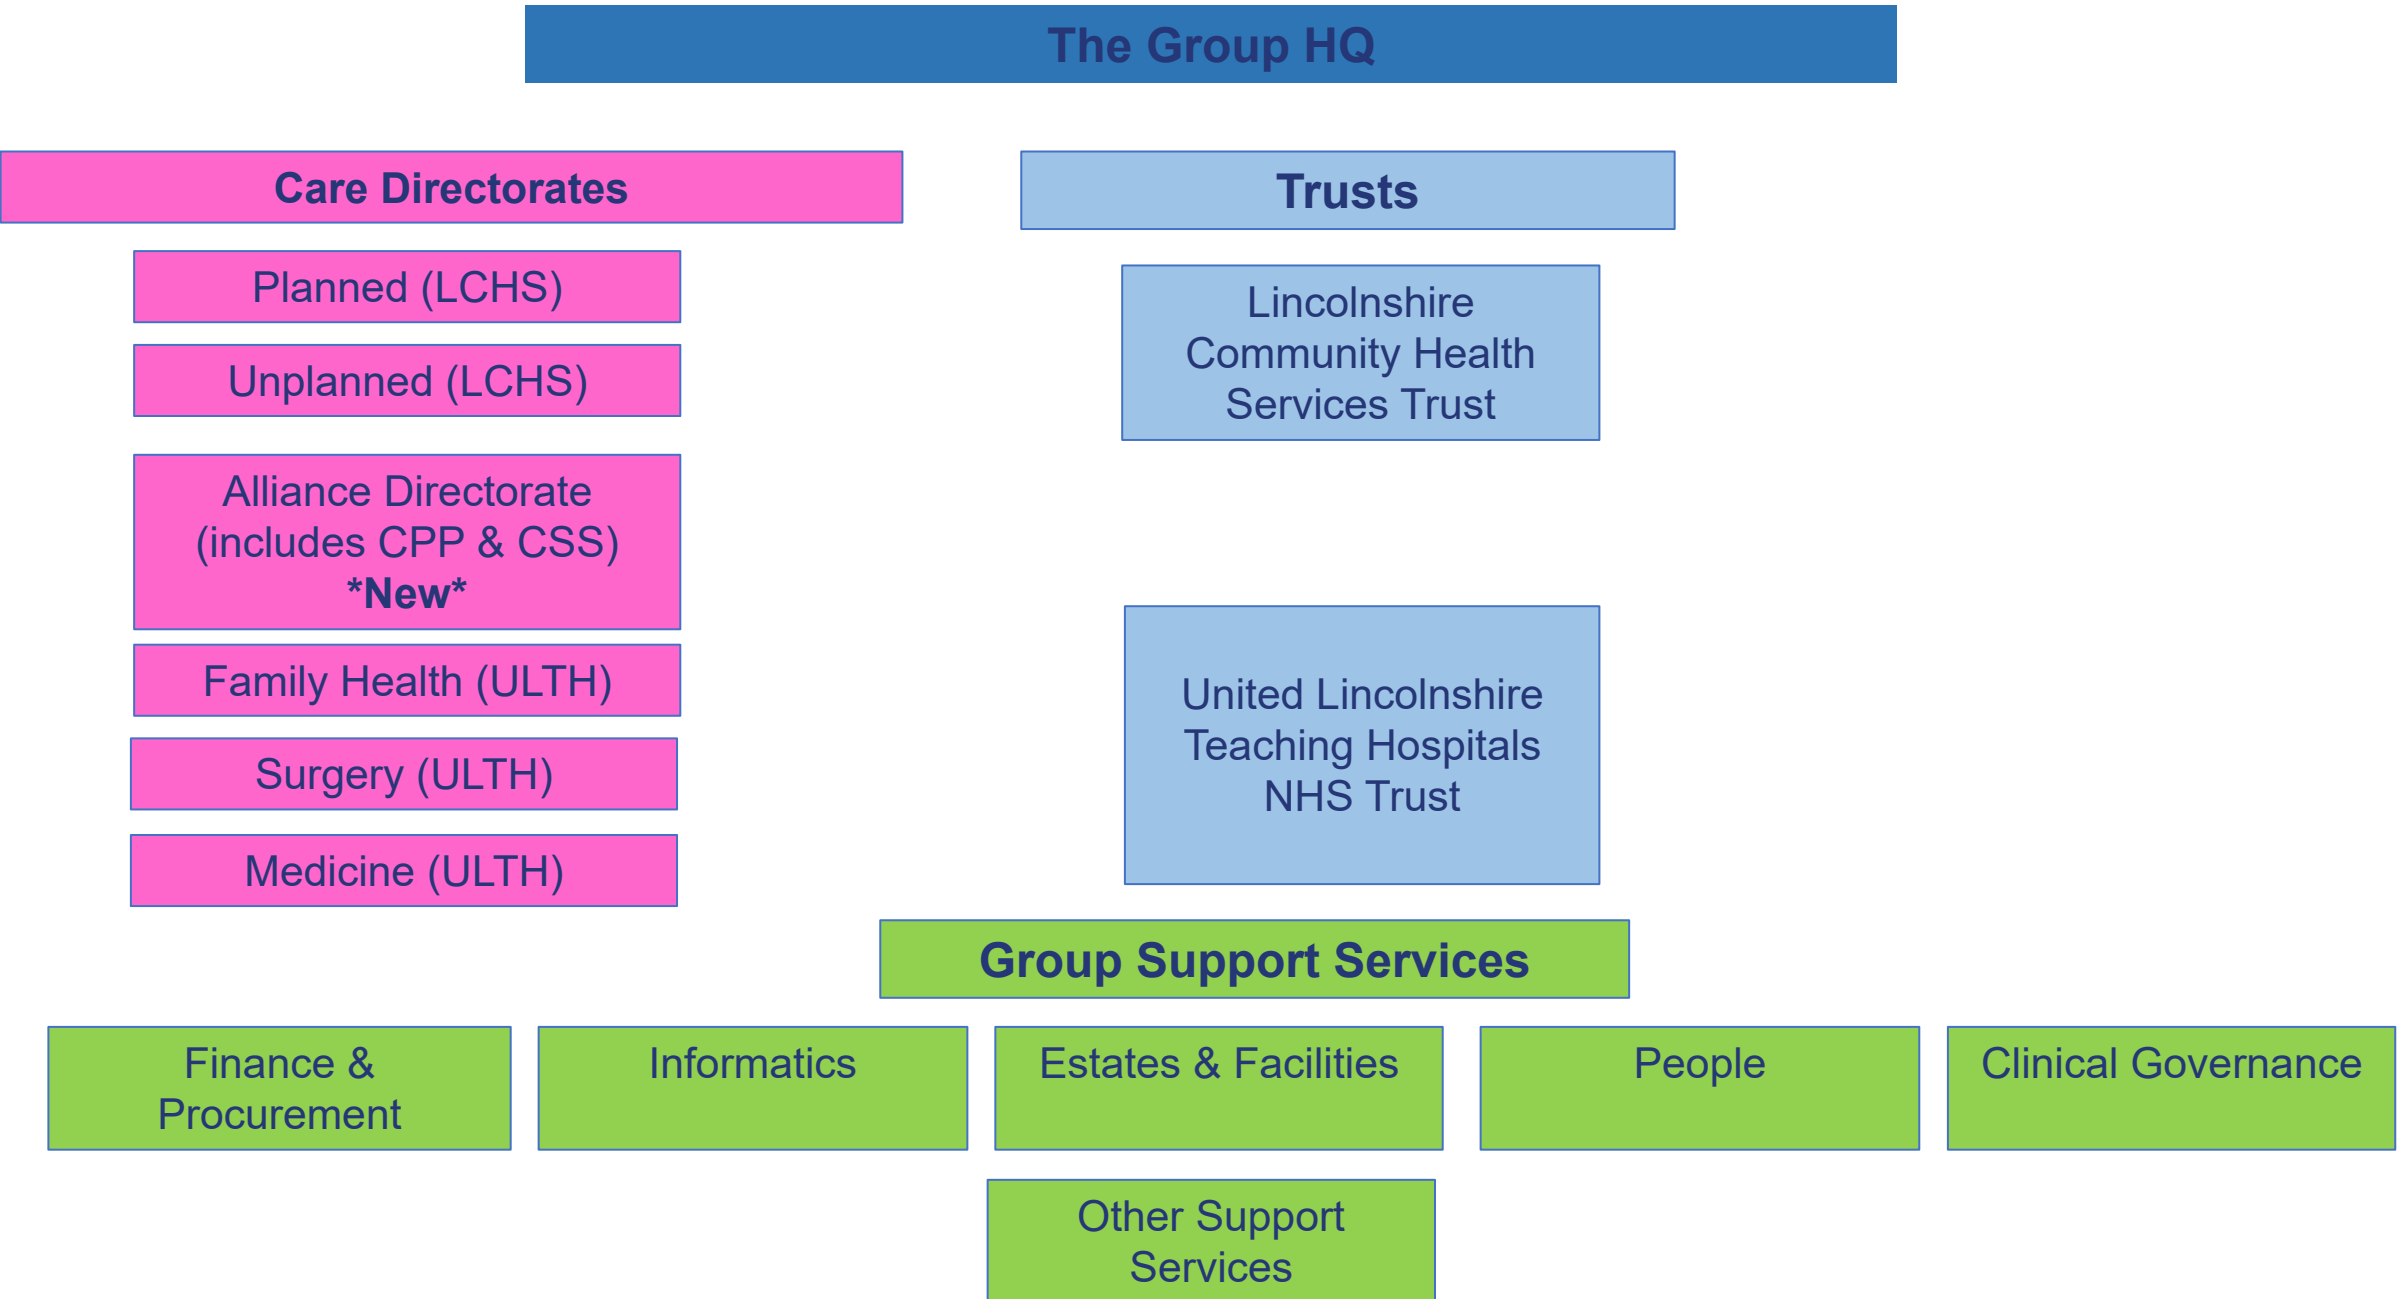 The Group HQ
Care Directorates
Planned (LCHS)
Unplanned (LCHS)
Alliance Directorate
(includes CPP & CSS)
*New*
Family Health (ULTH)
Surgery (ULTH)
Medicine (ULTH)
Trusts
Lincolnshire
Community Health
Services Trust
United Lincolnshire
Teaching Hospitals
NHS Trust
Group Support Services
Finance &
Procurement
Informatics
Estates & Facilities
People
Clinical Governance
Other Support
Services